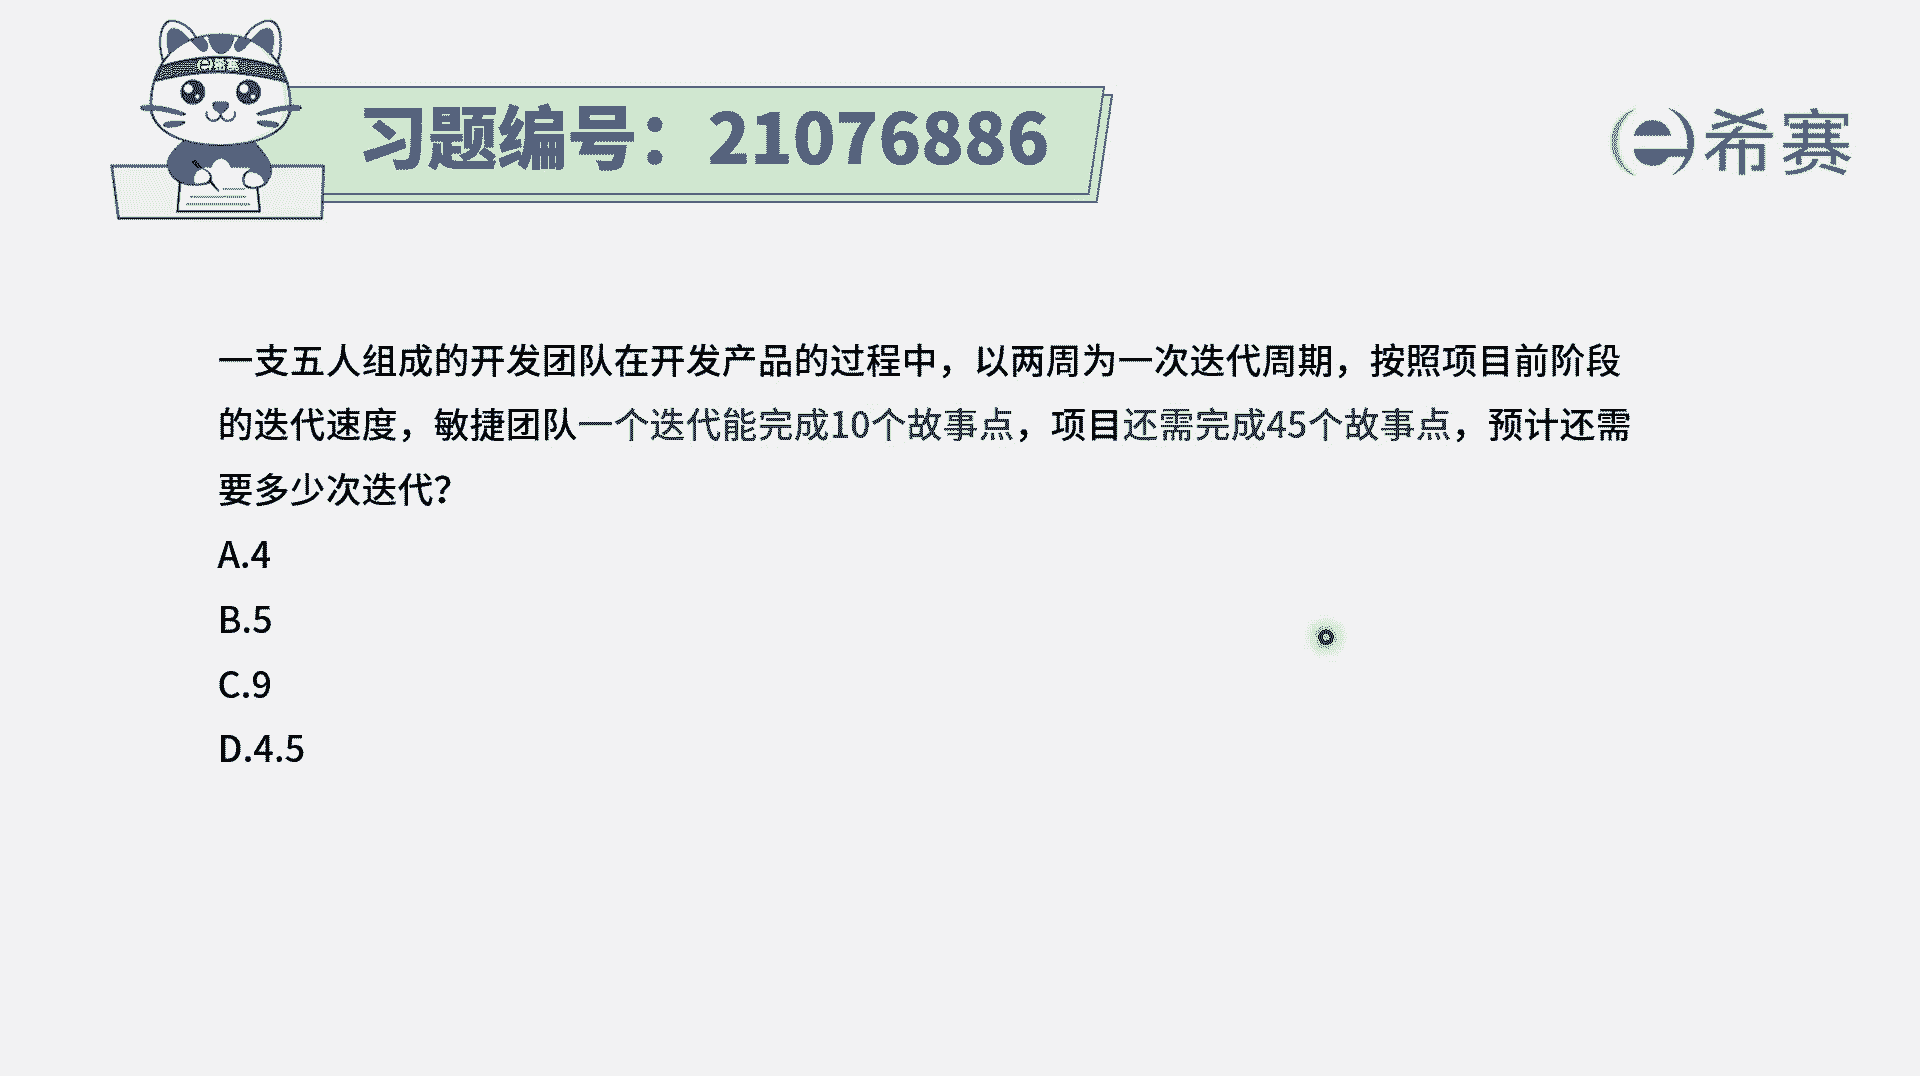 e希赛
习题编号：21076886
e希赛
一支五人组成的开发团队在开发产品的过程中，以两周为一次迭代周期，按照项目前阶段
的迭代速度，敏捷团队一个迭代能完成10个故事点，项目还需完成45个故事点，预计还需
要多少次迭代？
A.4
B.5
C.9
D.4.5